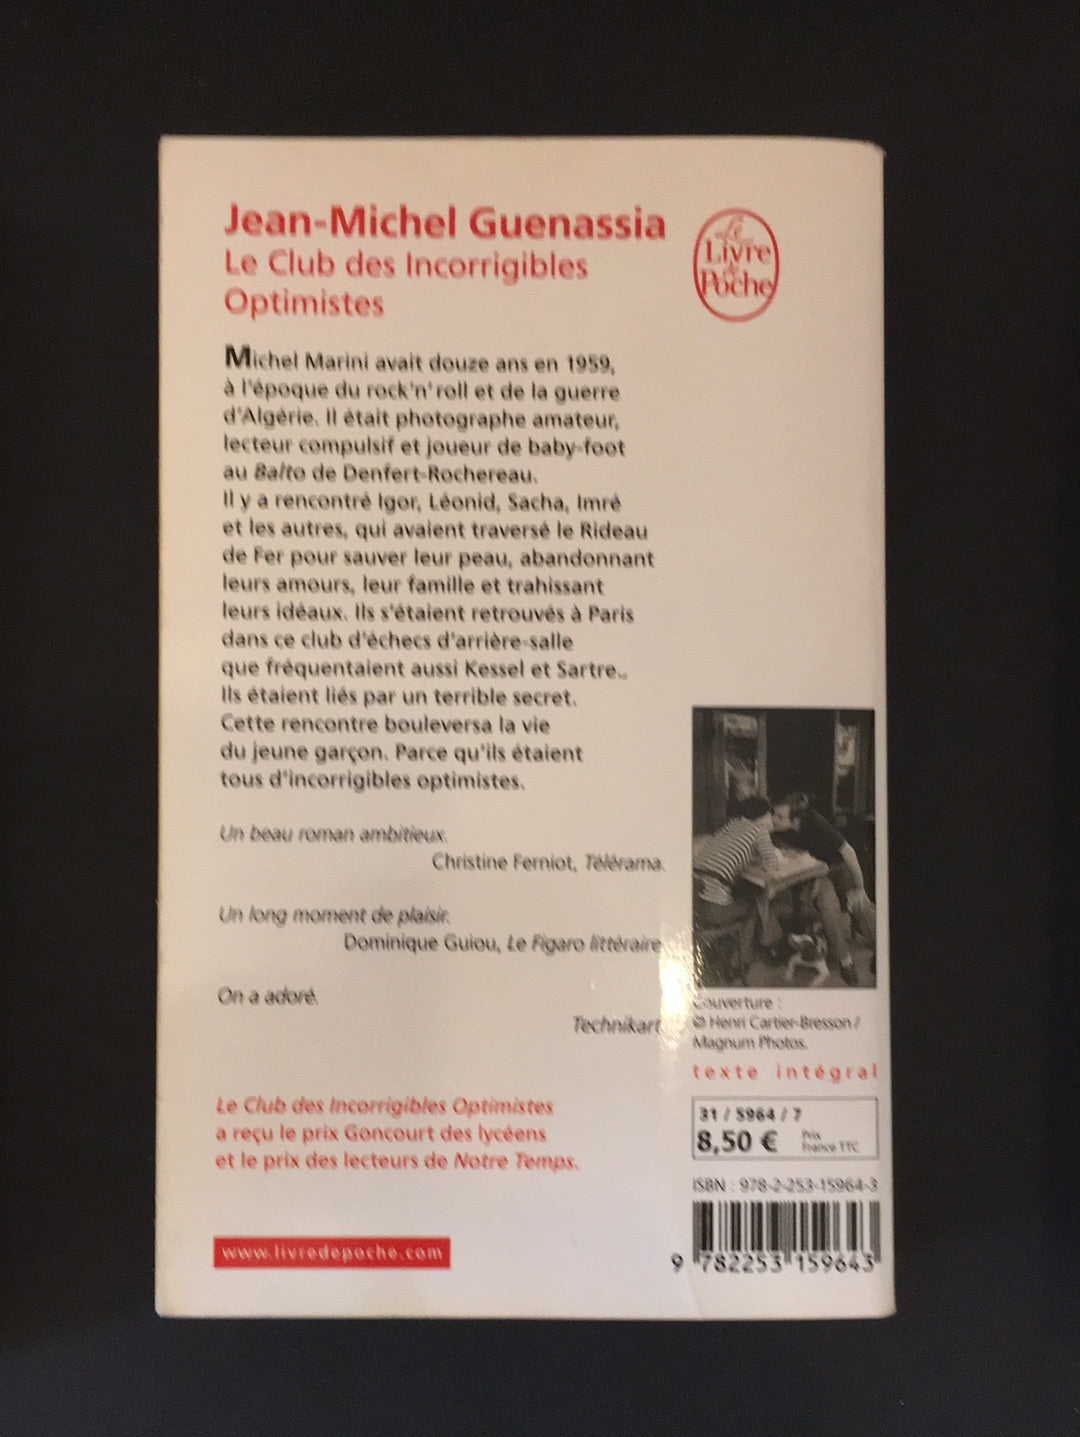 Jean-Michel Guenassia
Le Club des Incorrigibles
Optimistes
Le
Livre
de
Poche
Michel Marini avait douze ans en 1959,
à l'époque du rock'n'roll et de la guerre
d'Algérie. Il était photographe amateur,
lecteur compulsif et joueur de baby-foot
au Balto de Denfert-Rochereau.
Il y a rencontré Igor, Léonid, Sacha, Imré
et les autres, qui avaient traversé le Rideau
de Fer pour sauver leur peau, abandonnant
leurs amours, leur famille et trahissant
leurs idéaux. Ils s'étaient retrouvés à Paris
dans ce club d'échecs d'arrière-salle
que fréquentaient aussi Kessel et Sartre...
Ils étaient liés par un terrible secret.
Cette rencontre bouleversa la vie
du jeune garçon. Parce qu'ils étaient
tous d'incorrigibles optimistes.
Un beau roman ambitieux.
Christine Ferniot, Télérama.
Un long moment de plaisir.
Dominique Guiou, Le Figaro littéraire
On a adoré.
Technikart
Le Club des Incorrigibles Optimistes
a reçu le prix Goncourt des lycéens
et le prix des lecteurs de Notre Temps.
www.livredepoche.com
Couverture :
© Henri Cartier-Bresson /
Magnum Photos.
texte intégral
31 / 5964 / 7
8,50 € Prix
France TTC
ISBN : 978-2-253-15964-3
9 782253 159643